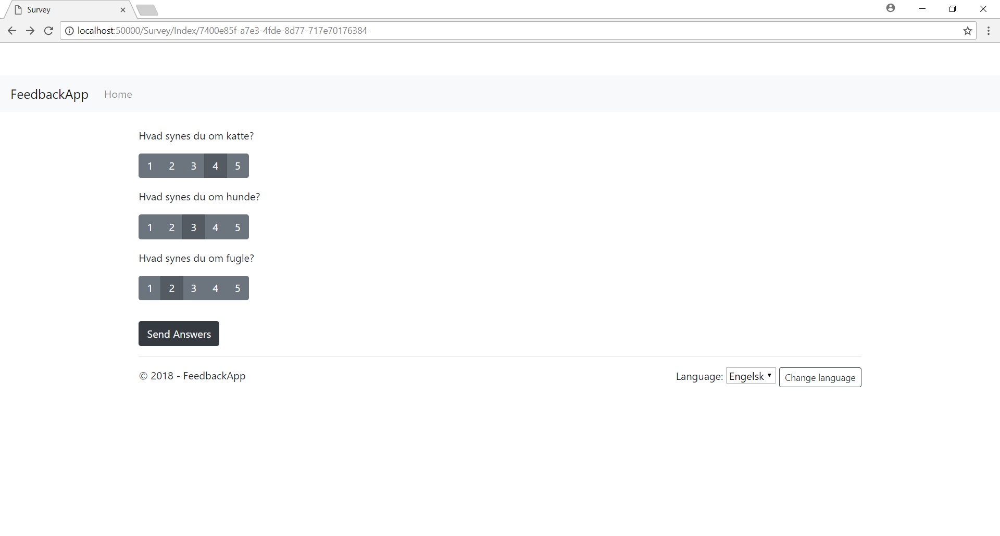 Survey
localhost:50000/Survey/Index/7400e85f-a7e3-4fde-8d77-717e70176384
FeedbackApp Home
Hvad synes du om katte?
1 2 3 4 5
Hvad synes du om hunde?
1 2 3 4 5
Hvad synes du om fugle?
1 2 3 4 5
Send Answers
© 2018 - FeedbackApp Language: Engelsk Change language